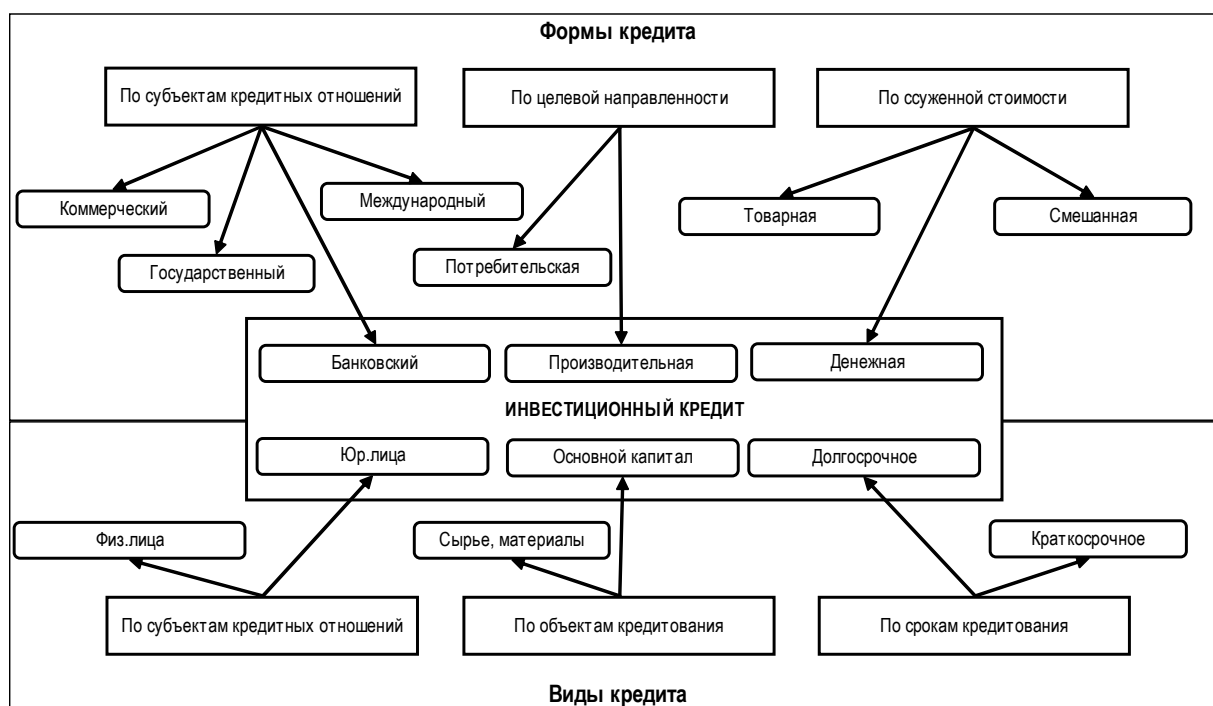 Формы кредита
По субъектам кредитных отношений
По целевой направленности
По ссуженной стоимости
Коммерческий
Международный
Товарная
Смешанная
Государственный
Потребительская
Банковский
Производительная
Денежная
ИНВЕСТИЦИОННЫЙ КРЕДИТ
Юр.лица
Основной капитал
Долгосрочное
Физ.лица
Сырье, материалы
Краткосрочное
По субъектам кредитных отношений
По объектам кредитования
По срокам кредитования
Виды кредита